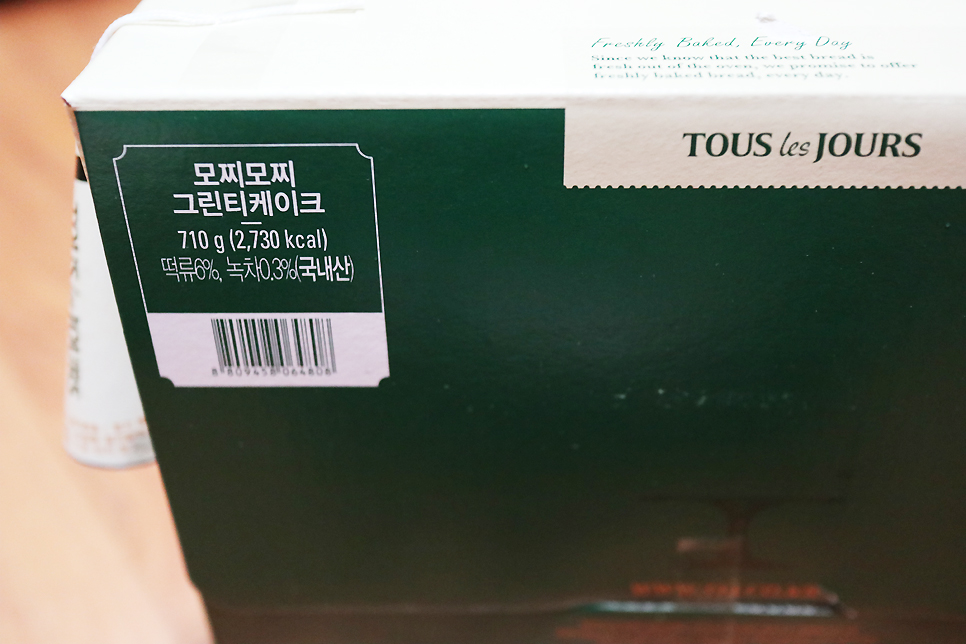 Freshly Baked, Every Day
Since we know that the best bread is
fresh out of the oven, we promise to offer
freshly baked bread, every day.
TOUS les JOURS
모찌모찌
그린티케이크
710 g (2,730 kcal)
떡류6%, 녹차0.3%(국내산)
8 809458 064808